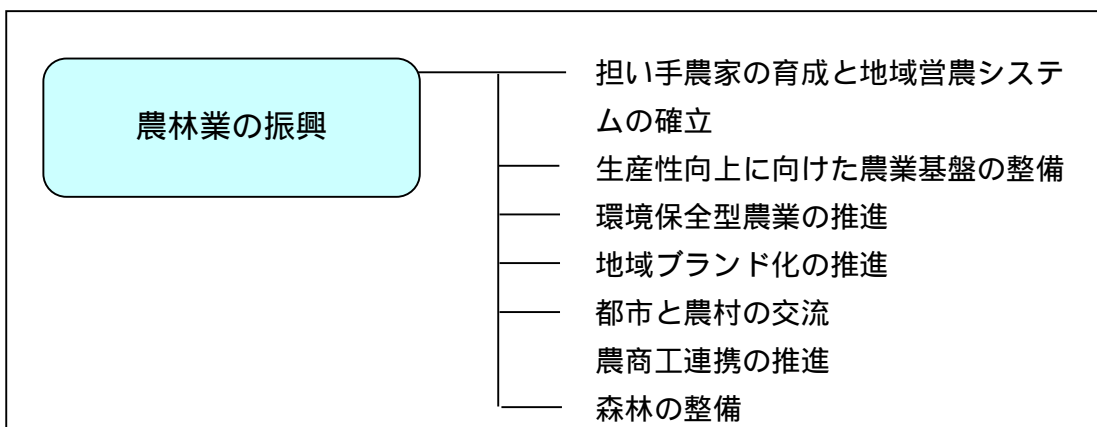 農林業の振興
担い手農家の育成と地域営農システ
ムの確立
生産性向上に向けた農業基盤の整備
環境保全型農業の推進
地域ブランド化の推進
都市と農村の交流
農商工連携の推進
森林の整備